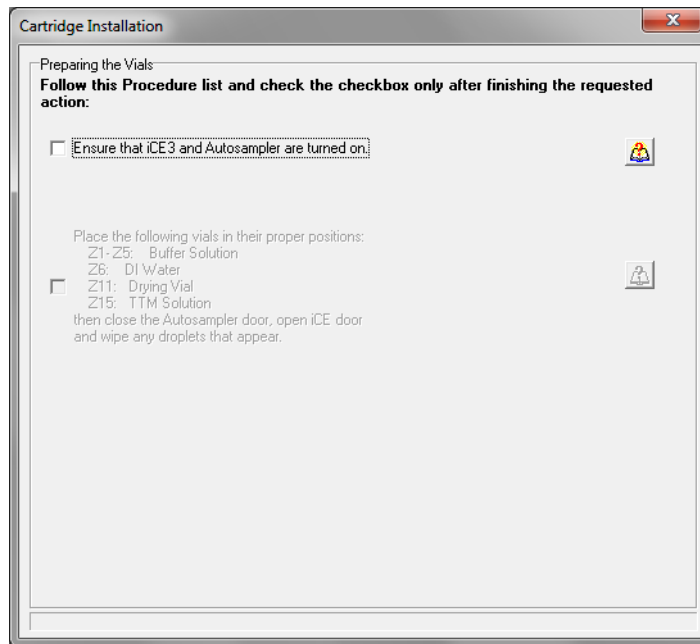 Cartridge Installation
Preparing the Vials
Follow this Procedure list and check the checkbox only after finishing the requested
action:
Ensure that iCE3 and Autosampler are turned on.
Place the following vials in their proper positions:
Z1-Z5: Buffer Solution
Z6: DI Water
Z11: Drying Vial
Z15: TTM Solution
then close the Autosampler door, open iCE door
and wipe any droplets that appear.